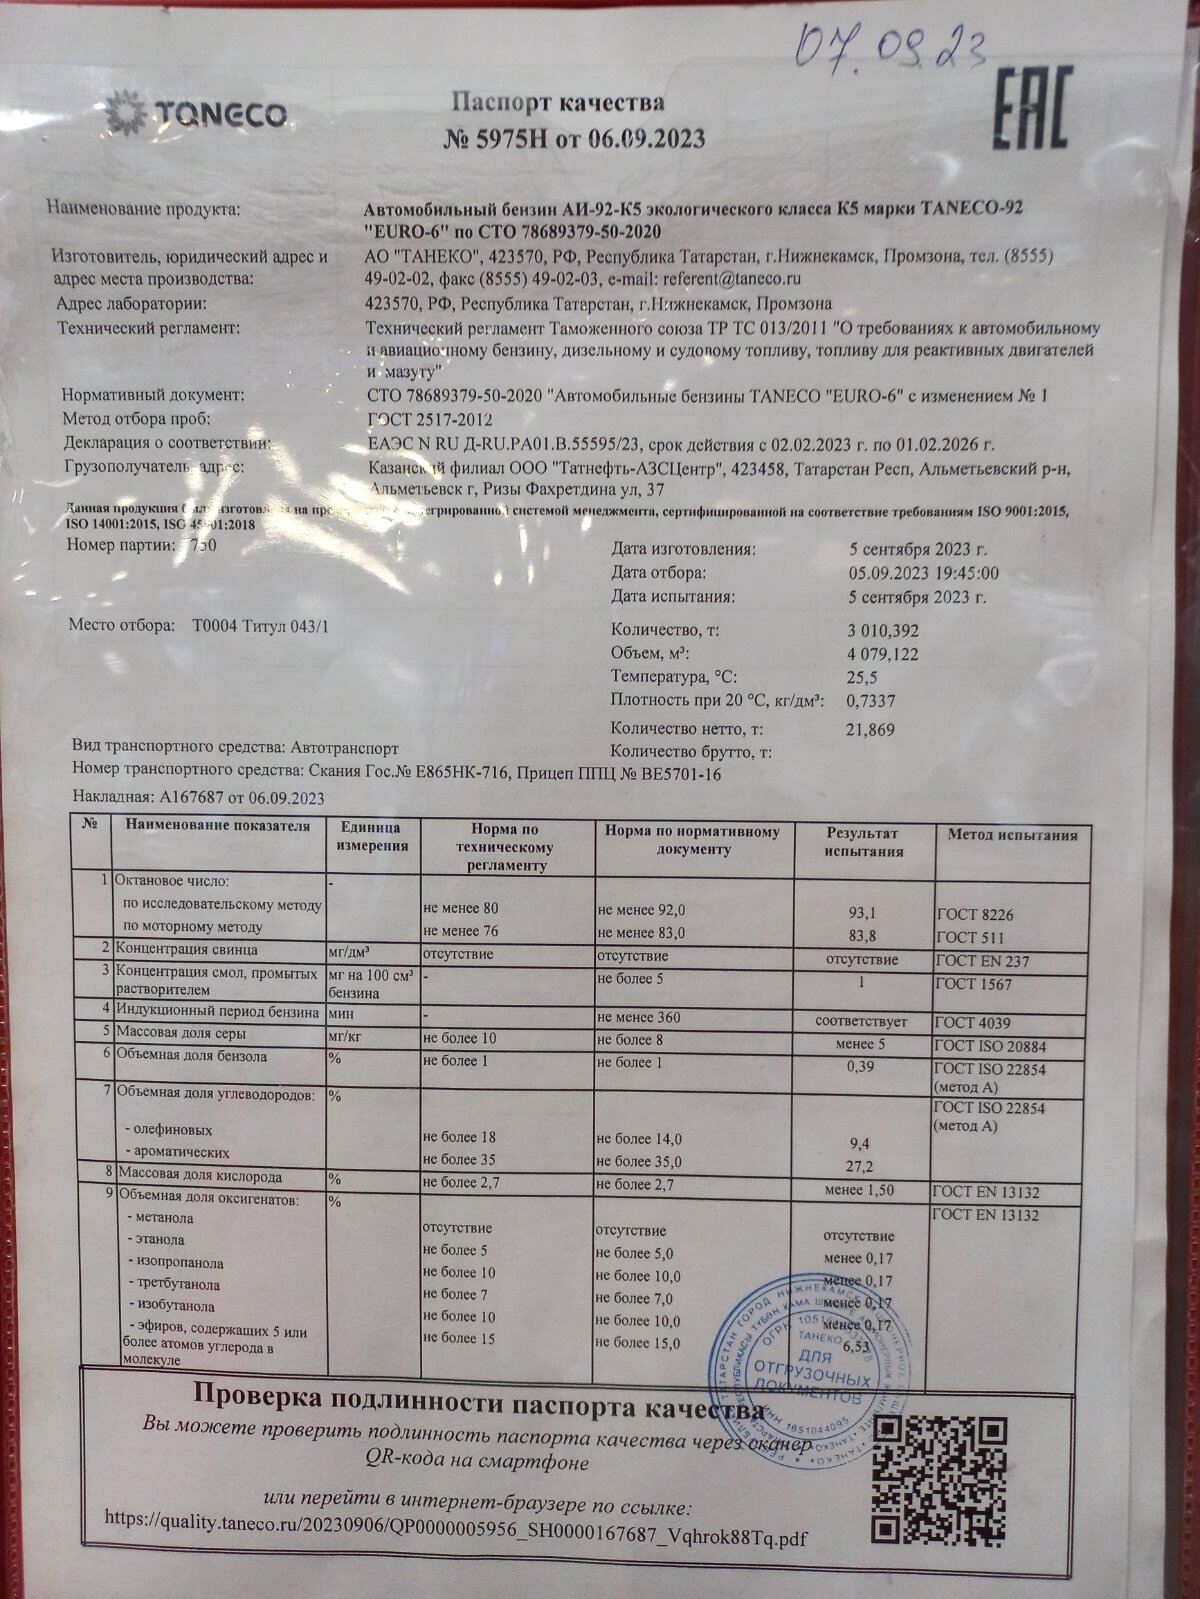 07.09.23
TANECO
EAC
Паспорт качества
№ 5975Н от 06.09.2023
Наименование продукта: Автомобильный бензин АИ-92-К5 экологического класса К5 марки TANECO-92
"EURO-6" по СТО 78689379-50-2020
Изготовитель, юридический адрес и адрес места производства: АО "ТАНЕКО", 423570, РФ, Республика Татарстан, г.Нижнекамск, Промзона, тел. (8555)
49-02-02, факс (8555) 49-02-03, e-mail: referent@taneco.ru
Адрес лаборатории: 423570, РФ, Республика Татарстан, г.Нижнекамск, Промзона
Технический регламент: Технический регламент Таможенного союза ТР ТС 013/2011 "О требованиях к автомобильному
и авиационному бензину, дизельному и судовому топливу, топливу для реактивных двигателей
и мазуту"
Нормативный документ: СТО 78689379-50-2020 "Автомобильные бензины TANECO "EURO-6" с изменением № 1
Метод отбора проб: ГОСТ 2517-2012
Декларация о соответствии: ЕАЭС N RU Д-RU.РА01.В.55595/23, срок действия с 02.02.2023 г. по 01.02.2026 г.
Грузополучатель, адрес: Казанский филиал ООО "Татнефть-АЗСЦентр", 423458, Татарстан Респ, Альметьевский р-н,
Альметьевск г, Ризы Фахретдина ул, 37
Данная продукция изготовлена на системой менеджмента, сертифицированной на соответствие требованиям ISO 9001:2015,
ISO 14001:2015, ISO 45001:2018
Номер партии: 750
Дата изготовления: 5 сентября 2023 г.
Дата отбора: 05.09.2023 19:45:00
Дата испытания: 5 сентября 2023 г.
Место отбора: Т0004 Титул 043/1
Количество, т: 3 010,392
Объем, м³: 4 079,122
Температура, °С: 25,5
Плотность при 20 °С, кг/дм³: 0,7337
Количество нетто, т: 21,869
Количество брутто, т:
Вид транспортного средства: Автотранспорт
Номер транспортного средства: Скания Гос.№ Е865НК-716, Прицеп ППЦ № ВЕ5701-16
Накладная: А167687 от 06.09.2023
№ Наименование показателя Единица измерения Норма по техническому регламенту Норма по нормативному документу Результат испытания Метод испытания
1 Октановое число: -
по исследовательскому методу не менее 80 не менее 92,0 93,1 ГОСТ 8226
по моторному методу не менее 76 не менее 83,0 83,8 ГОСТ 511
2 Концентрация свинца мг/дм³ отсутствие отсутствие отсутствие ГОСТ EN 237
3 Концентрация смол, промытых растворителем мг на 100 см³ бензина - не более 5 1 ГОСТ 1567
4 Индукционный период бензина мин - не менее 360 соответствует ГОСТ 4039
5 Массовая доля серы мг/кг не более 10 не более 8 менее 5 ГОСТ ISO 20884
6 Объемная доля бензола % не более 1 не более 1 0,39 ГОСТ ISO 22854 (метод А)
7 Объемная доля углеводородов: % ГОСТ ISO 22854 (метод А)
- олефиновых не более 18 не более 14,0 9,4
- ароматических не более 35 не более 35,0 27,2
8 Массовая доля кислорода % не более 2,7 не более 2,7 менее 1,50 ГОСТ EN 13132
9 Объемная доля оксигенатов: % ГОСТ EN 13132
- метанола отсутствие отсутствие отсутствие
- этанола не более 5 не более 5,0 менее 0,17
- изопропанола не более 10 не более 10,0 менее 0,17
- третбутанола не более 7 не более 7,0 менее 0,17
- изобутанола не более 10 не более 10,0 менее 0,17
- эфиров, содержащих 5 или более атомов углерода в молекуле не более 15 не более 15,0 6,53
ТАНЕКО
ДЛЯ
ОТГРУЗОЧНЫХ
ДОКУМЕНТОВ
ИНН 1651044095
Проверка подлинности паспорта качества
Вы можете проверить подлинность паспорта качества через сканер
QR-кода на смартфоне
или перейти в интернет-браузере по ссылке:
https://quality.taneco.ru/20230906/QP0000005956_SH0000167687_Vqhrok88Tq.pdf